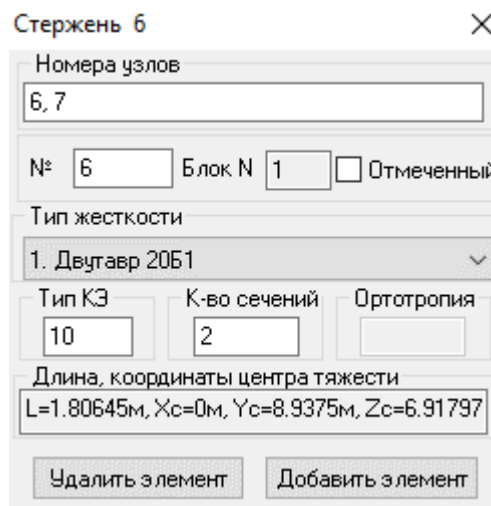 Стержень 6
Номера узлов
6, 7
№ 6 Блок N 1 Отмеченный
Тип жесткости
1. Двутавр 20Б1
Тип КЭ К-во сечений Ортотропия
10 2
Длина, координаты центра тяжести
L=1.80645м, Xc=0м, Yc=8.9375м, Zc=6.91797
Удалить элемент Добавить элемент